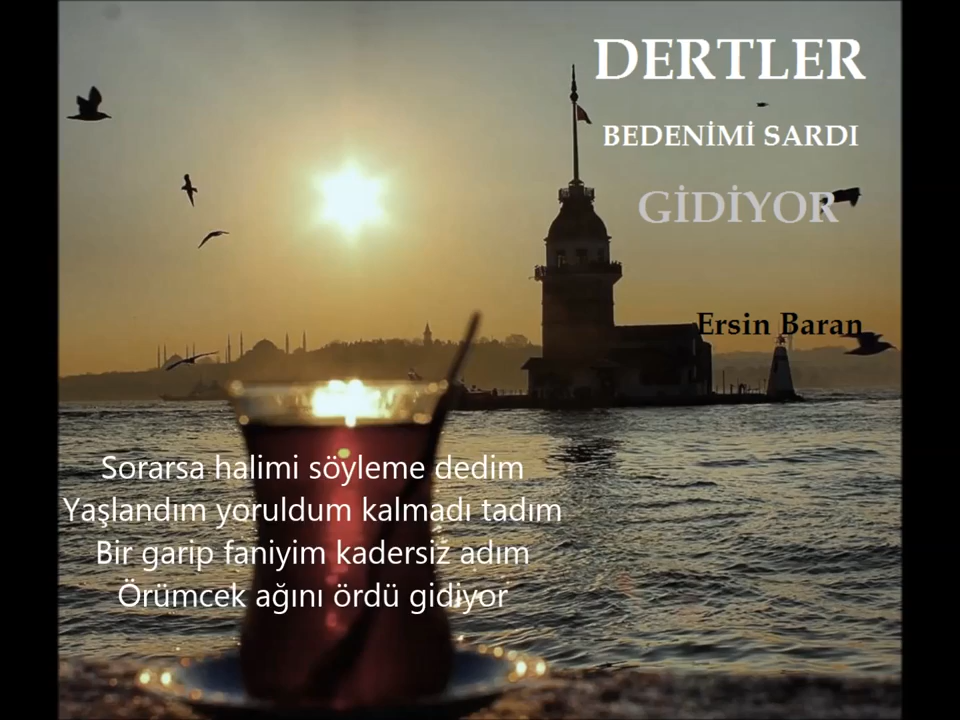 DERTLER
BEDENİMİ SARDI
GİDİYOR
Ersin Baran
Sorarsa halimi söyleme dedim
Yaşlandım yoruldum kalmadı tadım
Bir garip faniyim kadersiz adım
Örümcek ağını ördü gidiyor